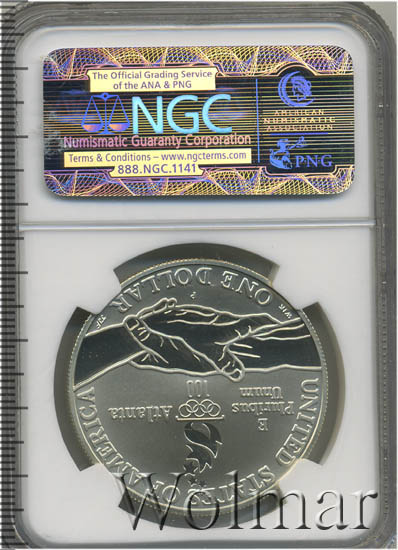 The Official Grading Service
of the ANA & PNG
NGC
Numismatic Guaranty Corporation
Terms & Conditions – www.ngcterms.com
888.NGC.1141
AMERICAN
NUMISMATIC
ASSOCIATION
PNG
UNITED STATES OF AMERICA
Atlanta
100
E
Pluribus
Unum
ONE DOLLAR
P
Wolmar